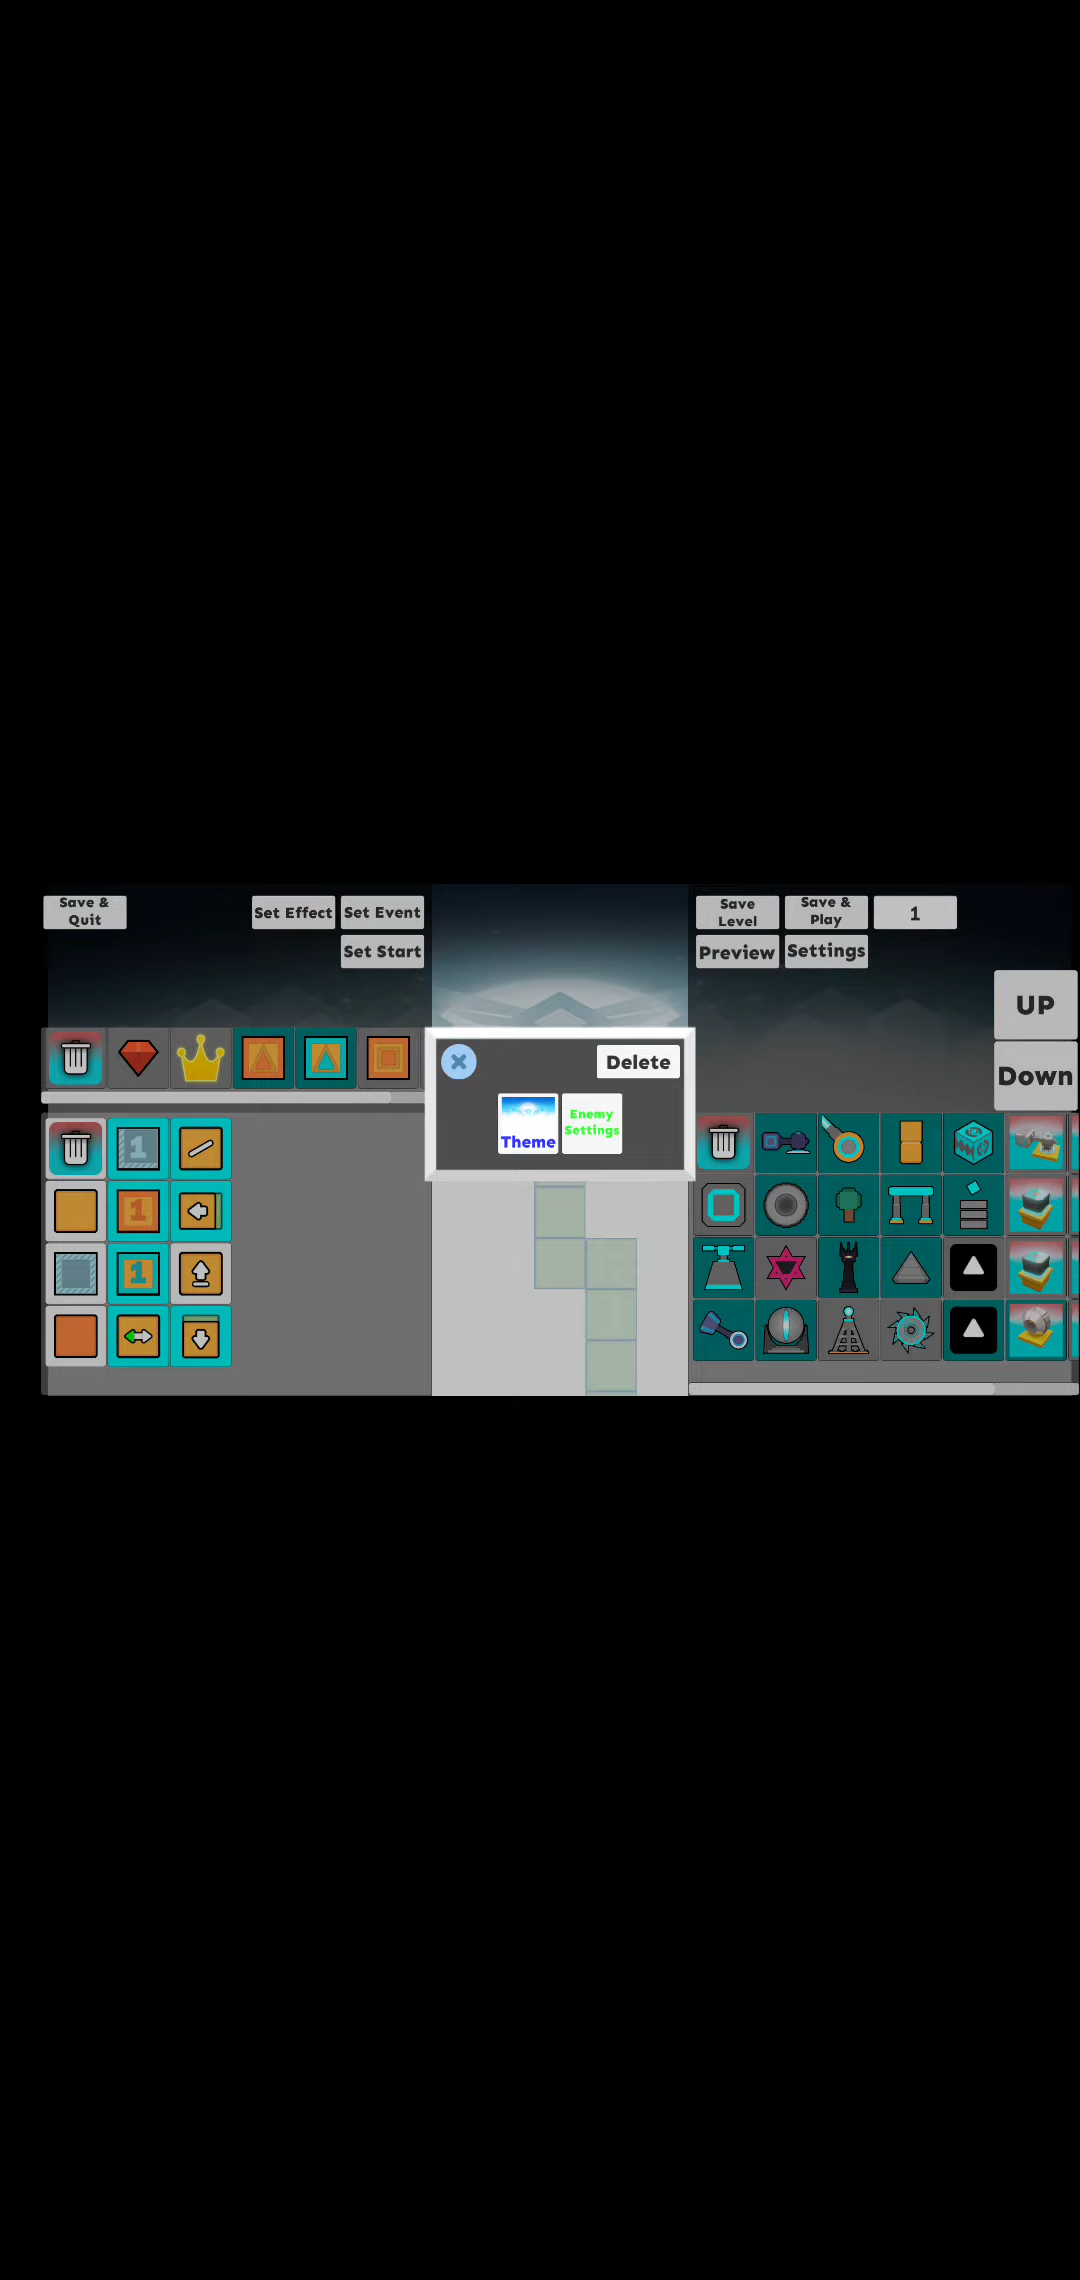 Save &
Quit
Set Effect
Set Event
Set Start
Save
Level
Save &
Play
1
Preview
Settings
UP
Down
Delete
Theme
Enemy
Settings
1
1
1